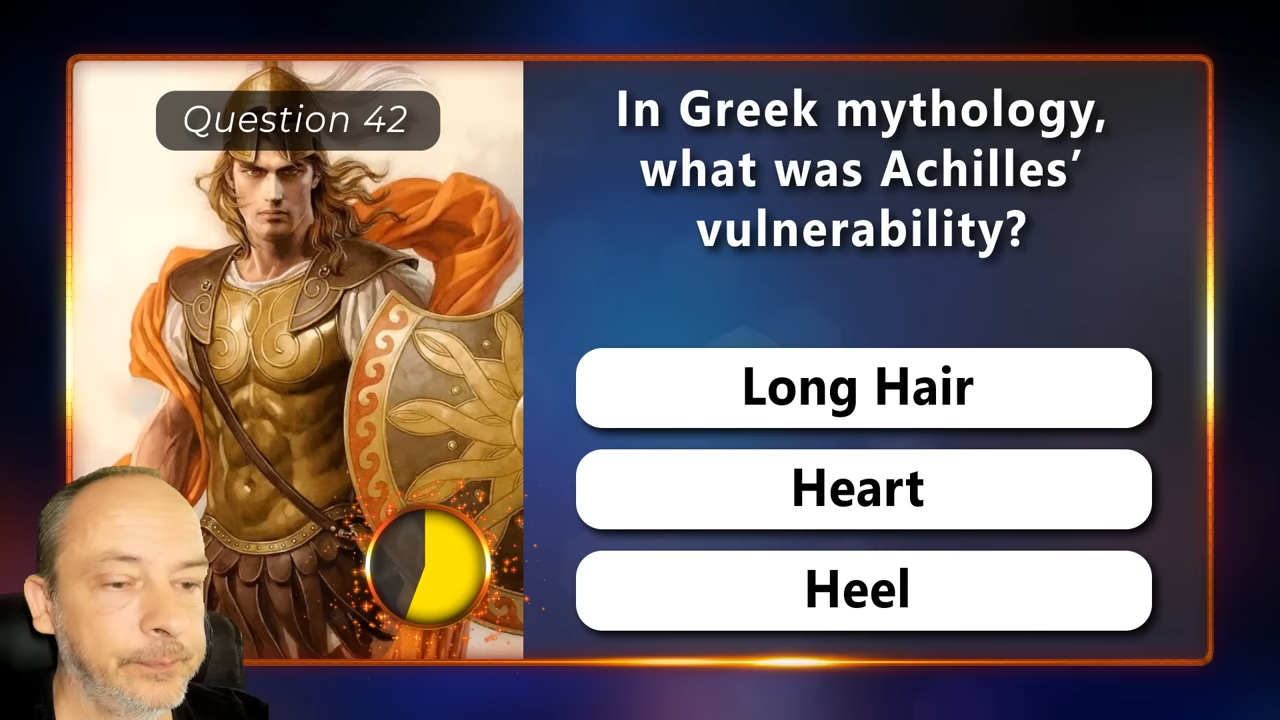 Question 42
In Greek mythology,
what was Achilles’
vulnerability?
Long Hair
Heart
Heel